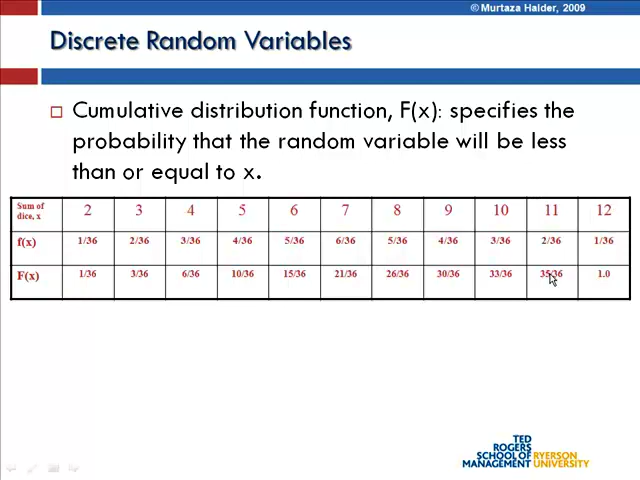 © Murtaza Haider, 2009
Discrete Random Variables
Cumulative distribution function, F(x): specifies the
probability that the random variable will be less
than or equal to x.
Sum of dice, x 2 3 4 5 6 7 8 9 10 11 12
f(x) 1/36 2/36 3/36 4/36 5/36 6/36 5/36 4/36 3/36 2/36 1/36
F(x) 1/36 3/36 6/36 10/36 15/36 21/36 26/36 30/36 33/36 35/36 1.0
TED
ROGERS
SCHOOL OF RYERSON
MANAGEMENT UNIVERSITY